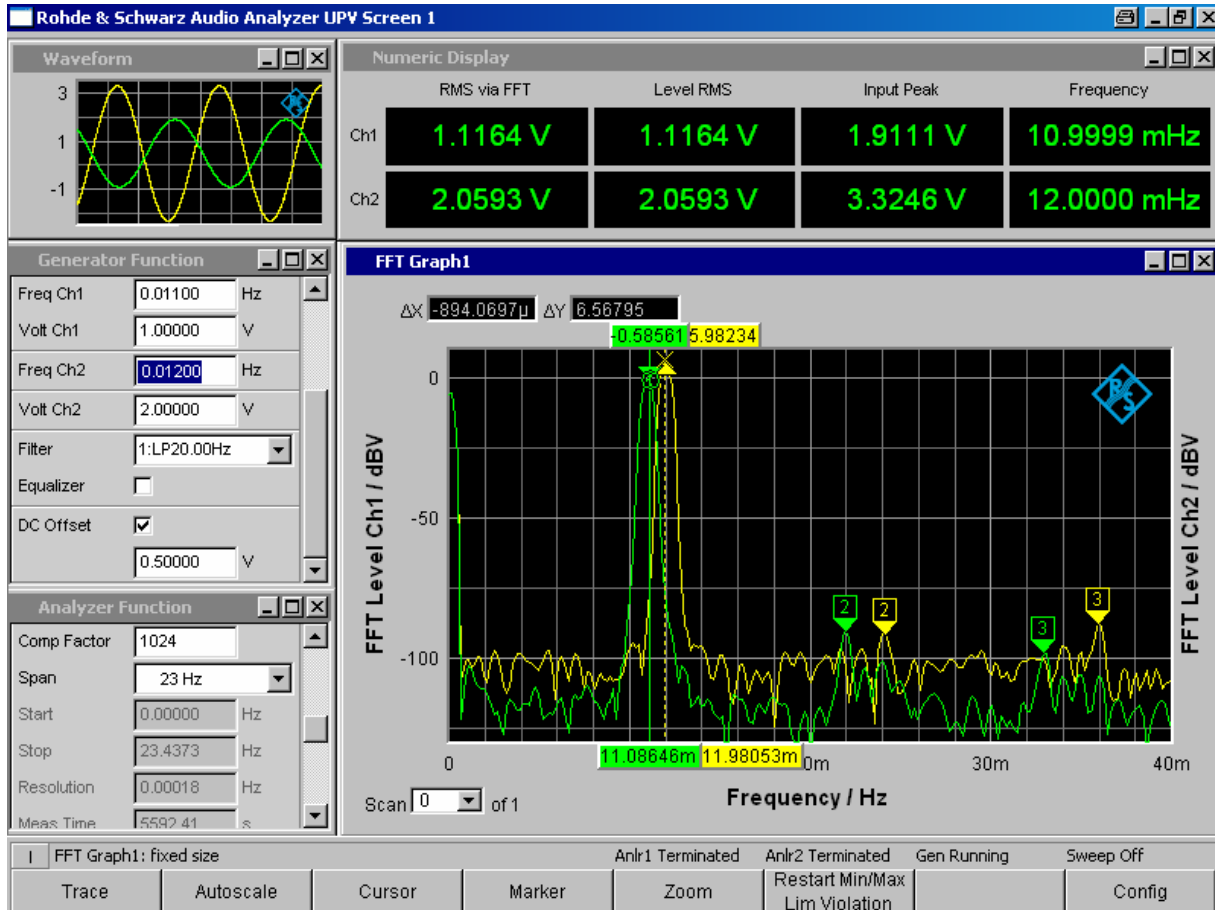 Rohde & Schwarz Audio Analyzer UPV Screen 1
Waveform
3
1
-1
Numeric Display
RMS via FFT Level RMS Input Peak Frequency
Ch1 1.1164 V 1.1164 V 1.9111 V 10.9999 mHz
Ch2 2.0593 V 2.0593 V 3.3246 V 12.0000 mHz
Generator Function
Freq Ch1 0.01100 Hz
Volt Ch1 1.00000 V
Freq Ch2 0.01200 Hz
Volt Ch2 2.00000 V
Filter 1:LP20.00Hz
Equalizer
DC Offset
0.50000 V
Analyzer Function
Comp Factor 1024
Span 23 Hz
Start 0.00000 Hz
Stop 23.4373 Hz
Resolution 0.00018 Hz
Meas Time 5592.41 s
FFT Graph1
ΔX -894.0697µ ΔY 6.56795
-0.58561 5.98234
R/S
0
-50
-100
FFT Level Ch1 / dBV
FFT Level Ch2 / dBV
2 2 3 3
0 11.08646m 11.98053m 0m 30m 40m
Scan 0 of 1
Frequency / Hz
I FFT Graph1: fixed size Anlr1 Terminated Anlr2 Terminated Gen Running Sweep Off
Trace Autoscale Cursor Marker Zoom Restart Min/Max Lim Violation Config